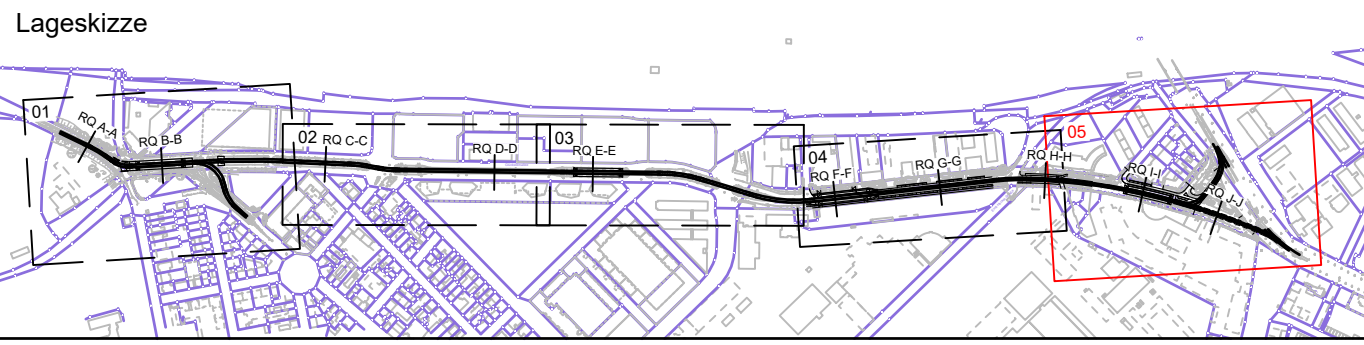 Lageskizze
01
RQ A-A
RQ B-B
02
RQ C-C
RQ D-D
03
RQ E-E
04
RQ F-F
RQ G-G
RQ H-H
05
RQ I-I
RQ J-J